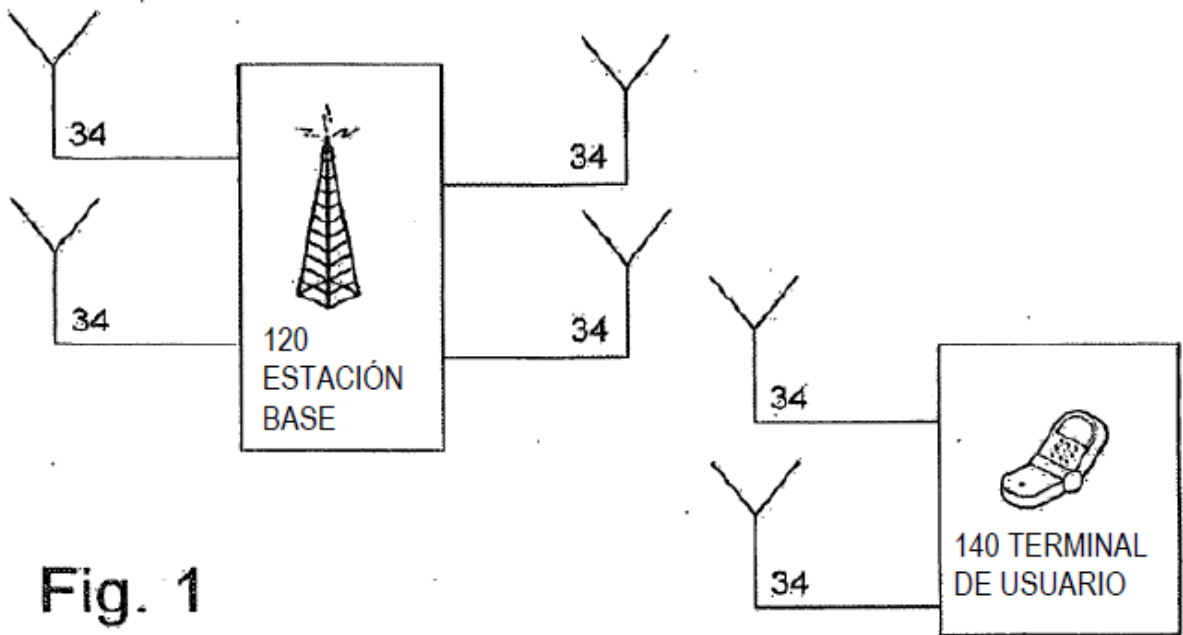 34
34
34
34
120
ESTACIÓN
BASE
34
34
140 TERMINAL
DE USUARIO
Fig. 1